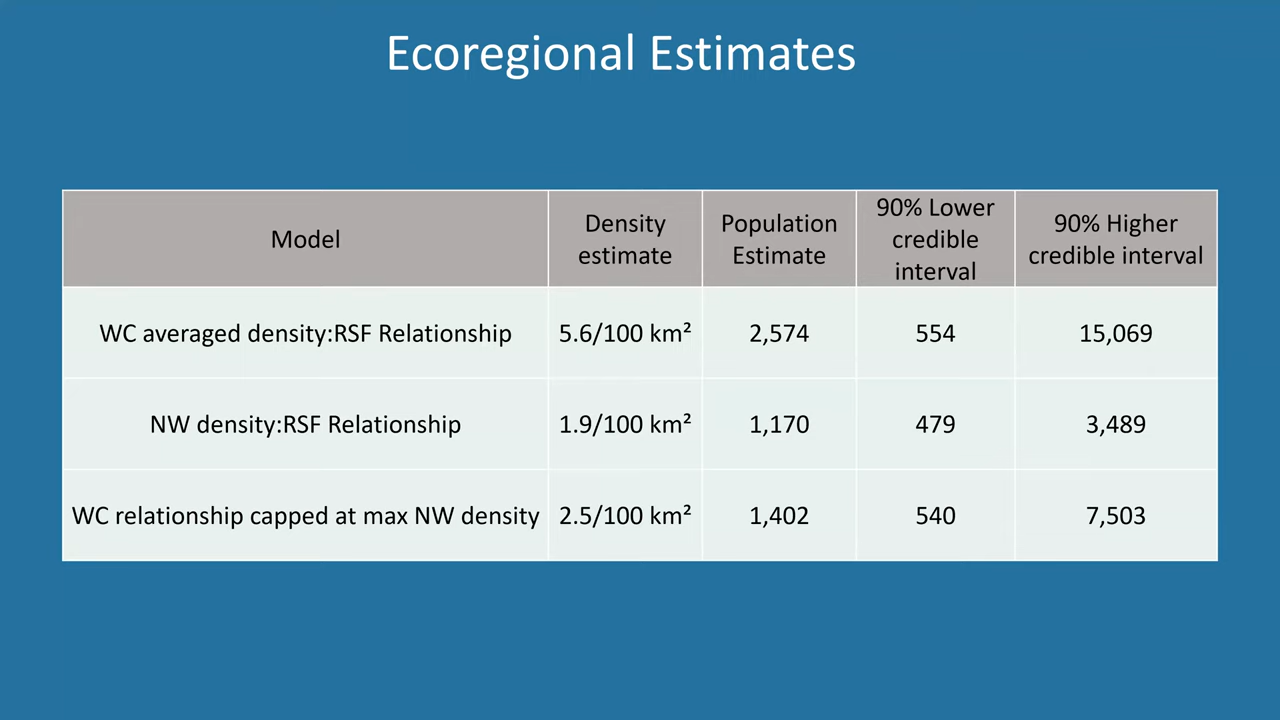 Ecoregional Estimates
Model
Density
estimate
Population
Estimate
90% Lower
credible
interval
90% Higher
credible interval
WC averaged density:RSF Relationship
5.6/100 km²
2,574
554
15,069
NW density:RSF Relationship
1.9/100 km²
1,170
479
3,489
WC relationship capped at max NW density
2.5/100 km²
1,402
540
7,503